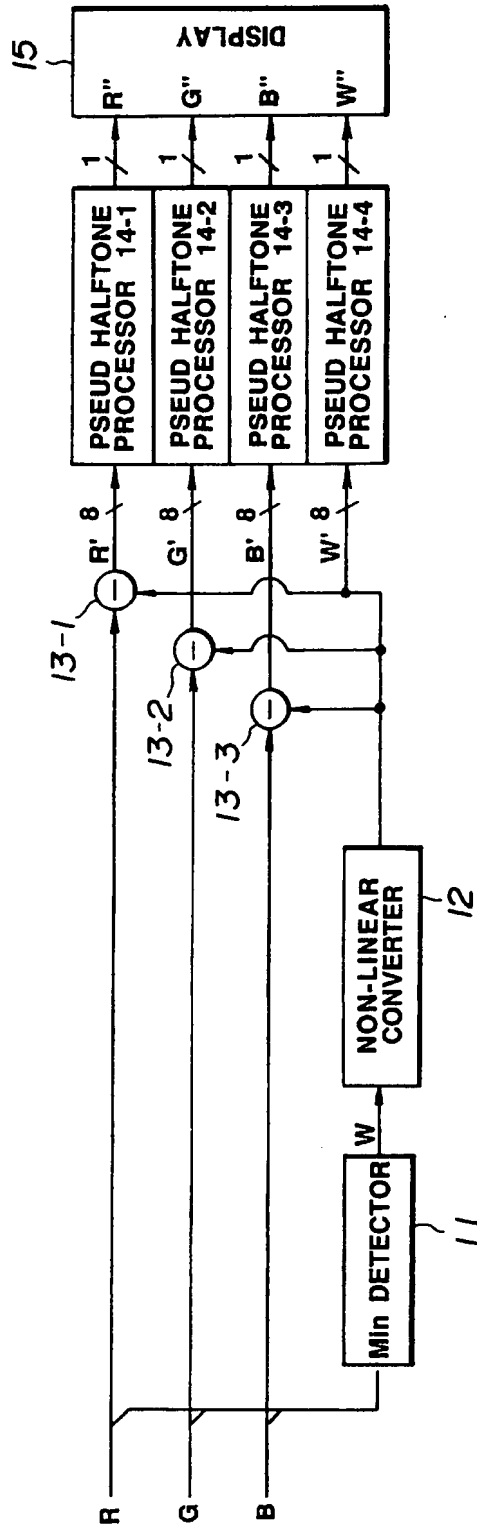 R
G
B
Min DETECTOR
11
W
NON-LINEAR
CONVERTER
12
13-1
13-2
13-3
R' 8
G' 8
B' 8
W' 8
PSEUD HALFTONE
PROCESSOR 14-1
PSEUD HALFTONE
PROCESSOR 14-2
PSEUD HALFTONE
PROCESSOR 14-3
PSEUD HALFTONE
PROCESSOR 14-4
1
1
1
1
15
R"
G"
B"
W"
DISPLAY